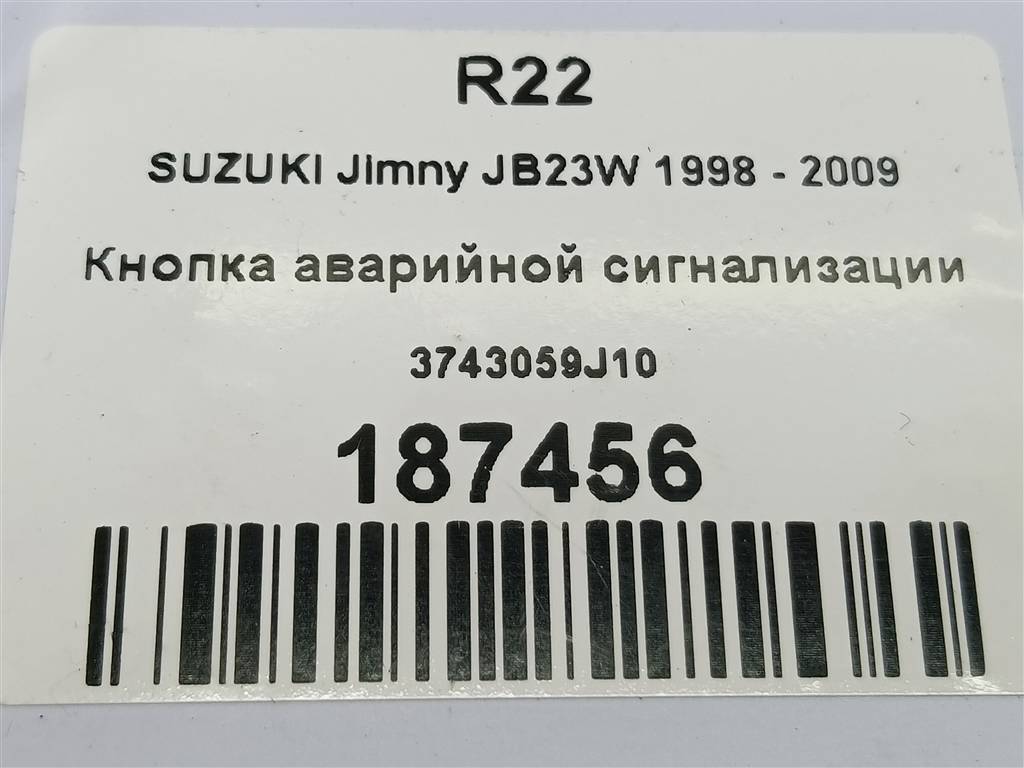 R22
SUZUKI Jimny JB23W 1998 - 2009
Кнопка аварийной сигнализации
3743059J10
187456